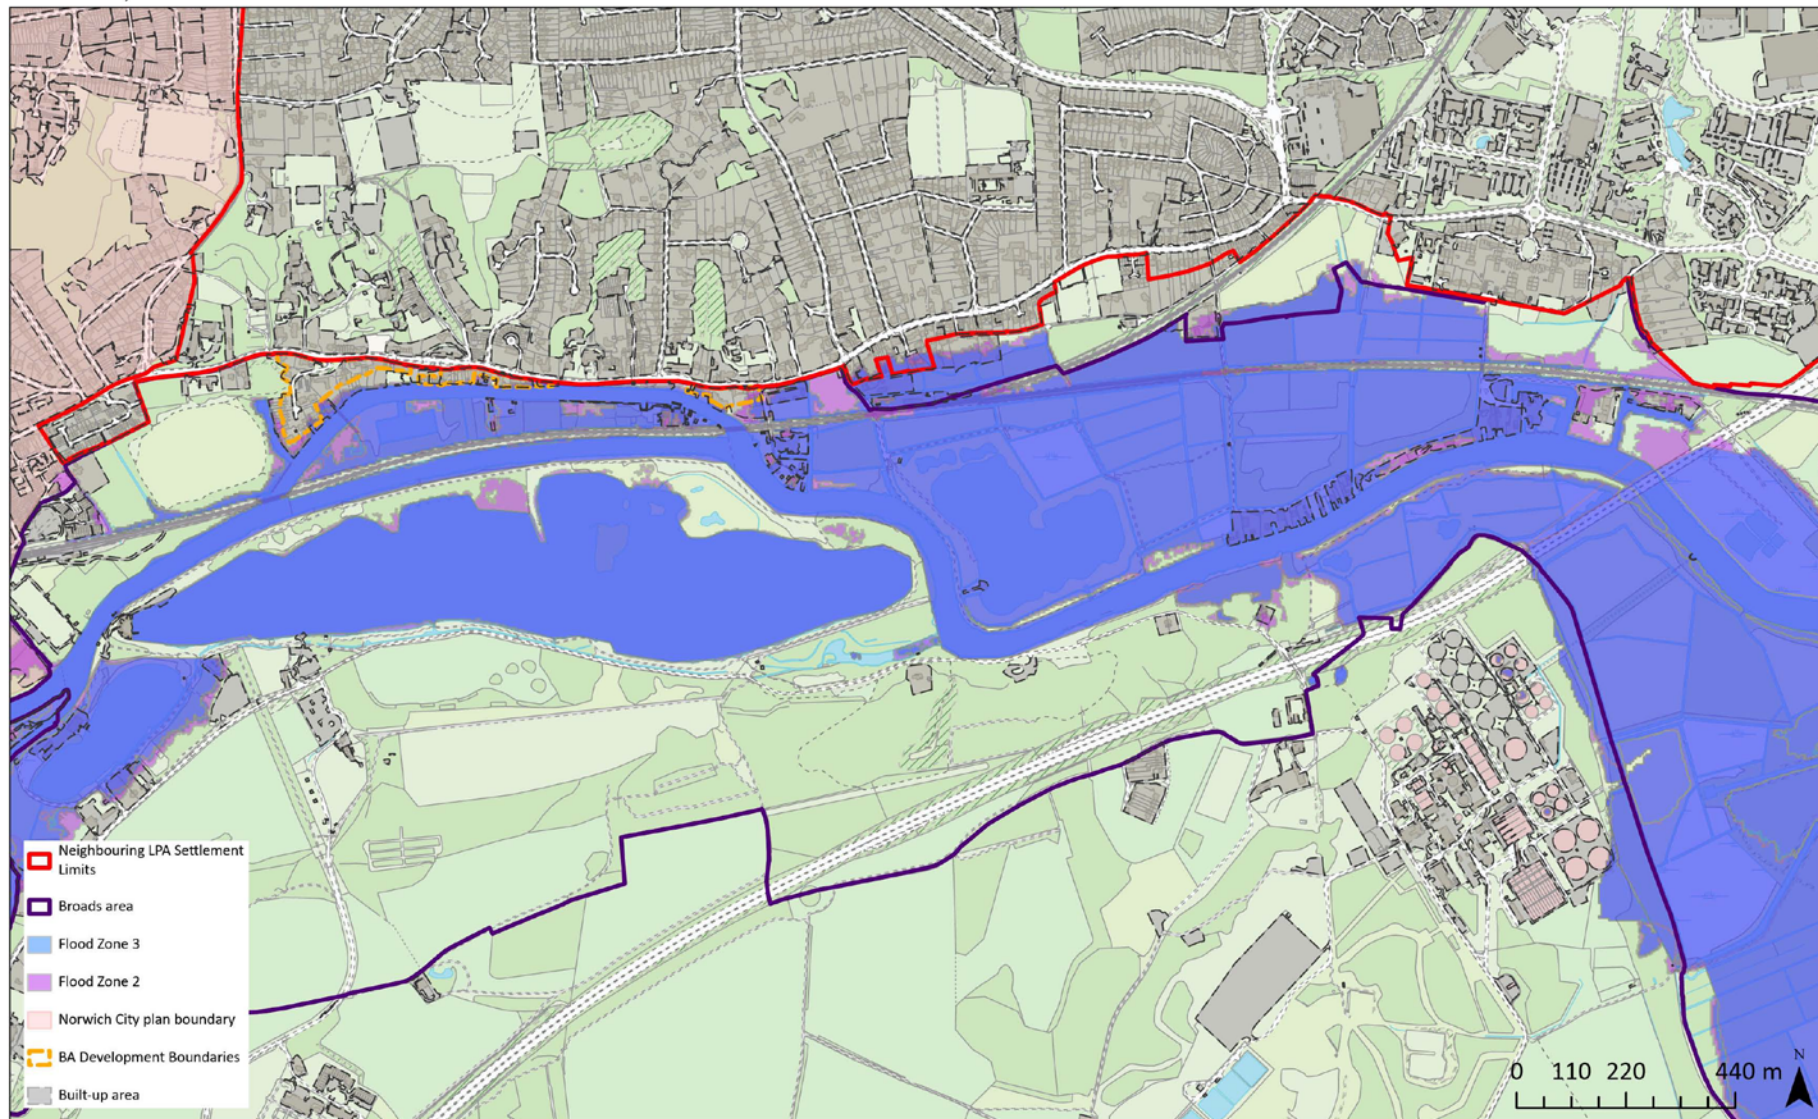 Neighbouring LPA Settlement
Limits
Broads area
Flood Zone 3
Flood Zone 2
Norwich City plan boundary
BA Development Boundaries
Built-up area
0 110 220 440 m
N